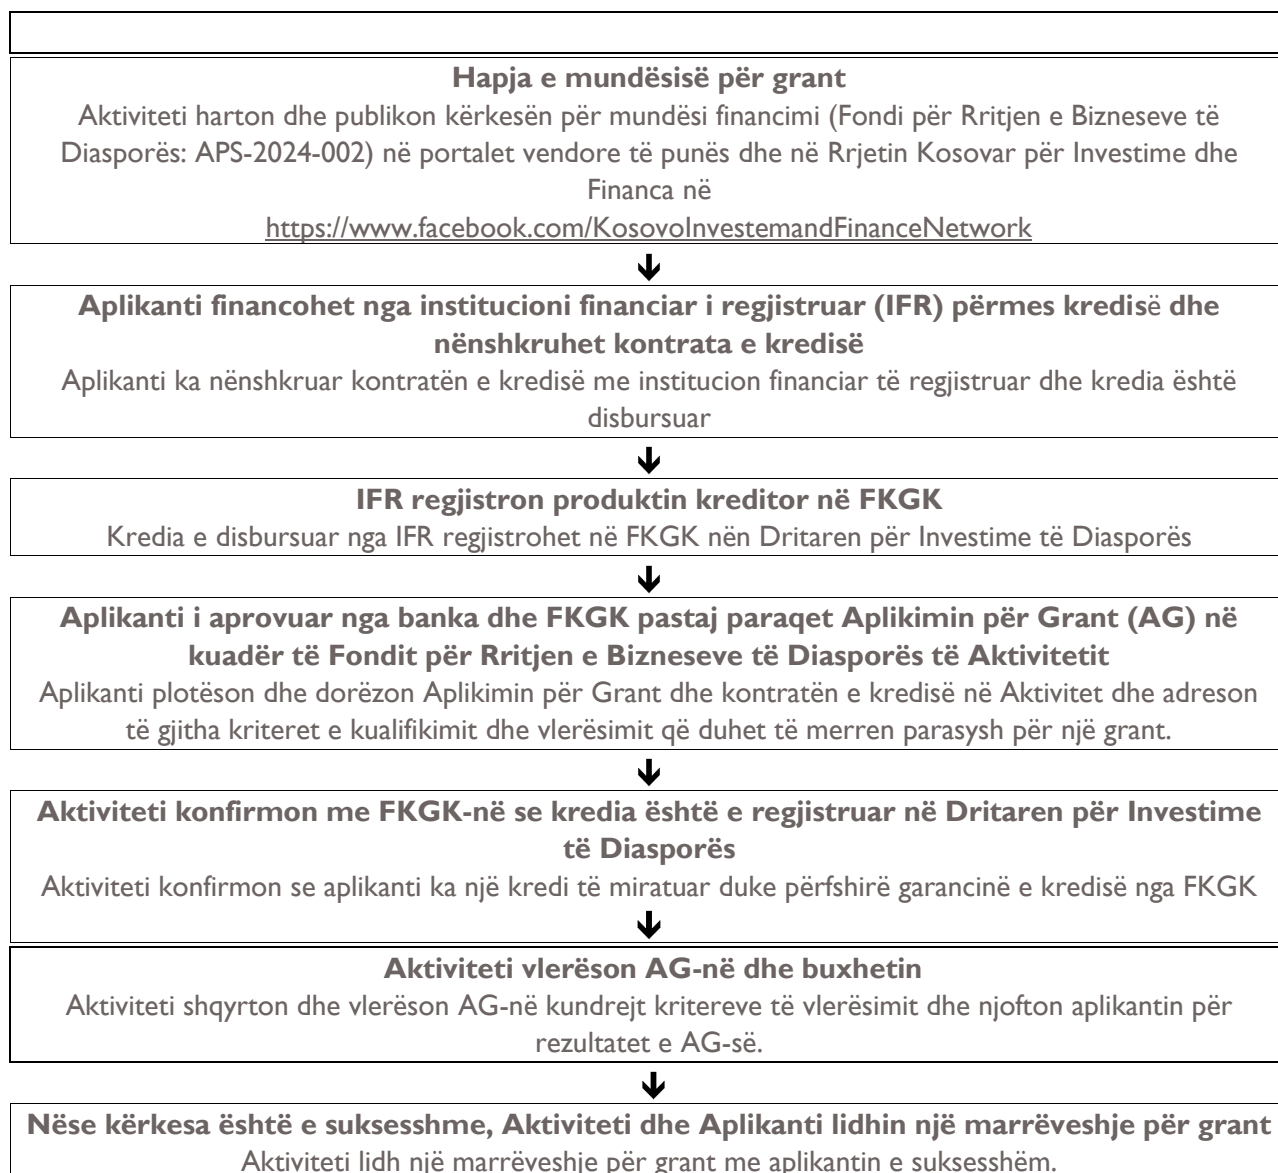 Hapja e mundësisë për grant
Aktiviteti harton dhe publikon kërkesën për mundësi financimi (Fondi për Rritjen e Bizneseve të
Diasporës: APS-2024-002) në portalet vendore të punës dhe në Rrjetin Kosovar për Investime dhe
Financa në
https://www.facebook.com/KosovoInvestemandFinanceNetwork
Aplikanti financohet nga institucioni financiar i regjistruar (IFR) përmes kredisë dhe
nënshkruhet kontrata e kredisë
Aplikanti ka nënshkruar kontratën e kredisë me institucion financiar të regjistruar dhe kredia është
disbursuar
IFR regjistron produktin kreditor në FKGK
Kredia e disbursuar nga IFR regjistrohet në FKGK nën Dritaren për Investime të Diasporës
Aplikanti i aprovuar nga banka dhe FKGK pastaj paraqet Aplikimin për Grant (AG) në
kuadër të Fondit për Rritjen e Bizneseve të Diasporës të Aktivitetit
Aplikanti plotëson dhe dorëzon Aplikimin për Grant dhe kontratën e kredisë në Aktivitet dhe adreson
të gjitha kriteret e kualifikimit dhe vlerësimit që duhet të merren parasysh për një grant.
Aktiviteti konfirmon me FKGK-në se kredia është e regjistruar në Dritaren për Investime
të Diasporës
Aktiviteti konfirmon se aplikanti ka një kredi të miratuar duke përfshirë garancinë e kredisë nga FKGK
Aktiviteti vlerëson AG-në dhe buxhetin
Aktiviteti shqyrton dhe vlerëson AG-në kundrejt kritereve të vlerësimit dhe njofton aplikantin për
rezultatet e AG-së.
Nëse kërkesa është e suksesshme, Aktiviteti dhe Aplikanti lidhin një marrëveshje për grant
Aktiviteti lidh një marrëveshje për grant me aplikantin e suksesshëm.